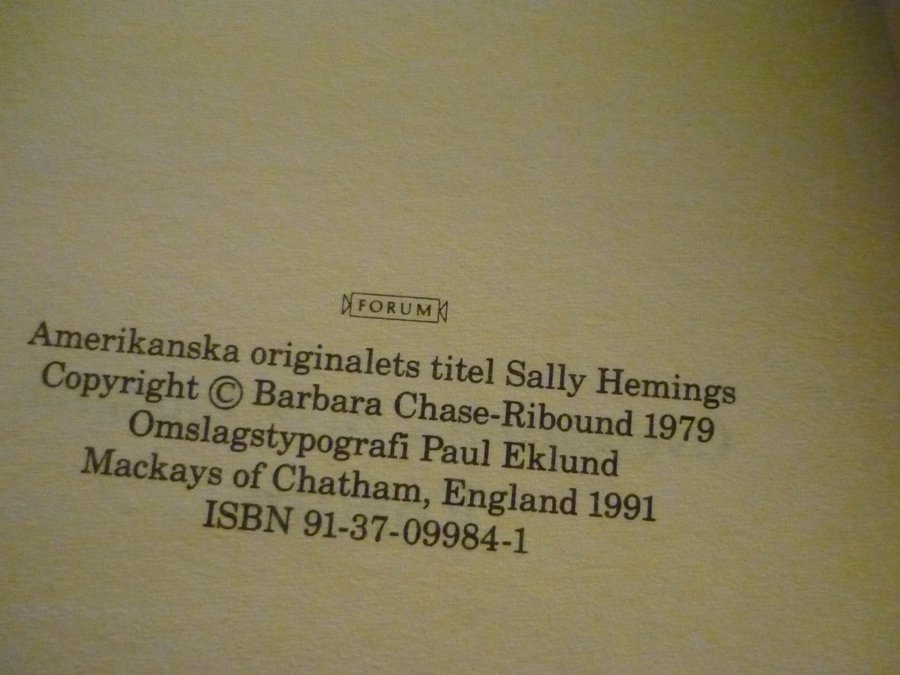 FORUM
Amerikanska originalets titel Sally Hemings
Copyright © Barbara Chase-Ribound 1979
Omslagstypografi Paul Eklund
Mackays of Chatham, England 1991
ISBN 91-37-09984-1